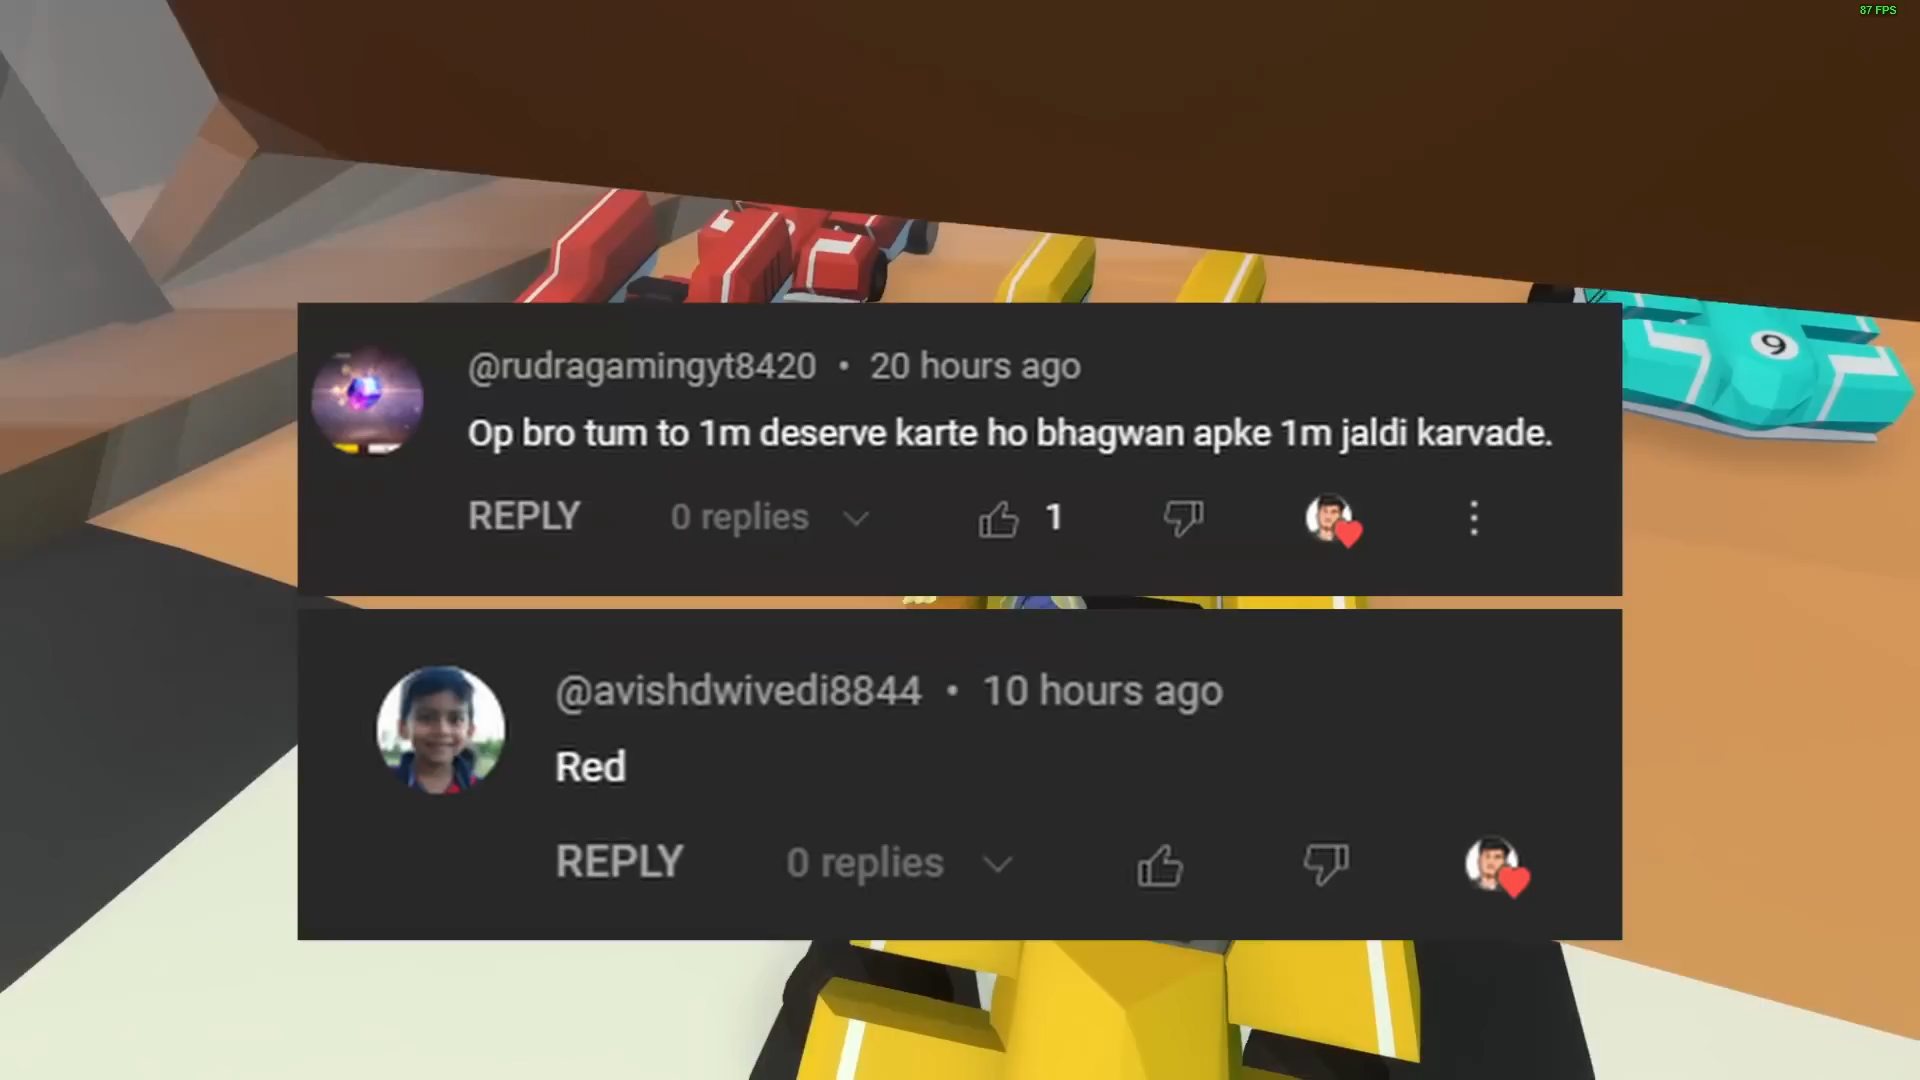 87 FPS
9
@rudragamingyt8420 • 20 hours ago
Op bro tum to 1m deserve karte ho bhagwan apke 1m jaldi karvade.
REPLY 0 replies 1
@avishdwivedi8844 • 10 hours ago
Red
REPLY 0 replies